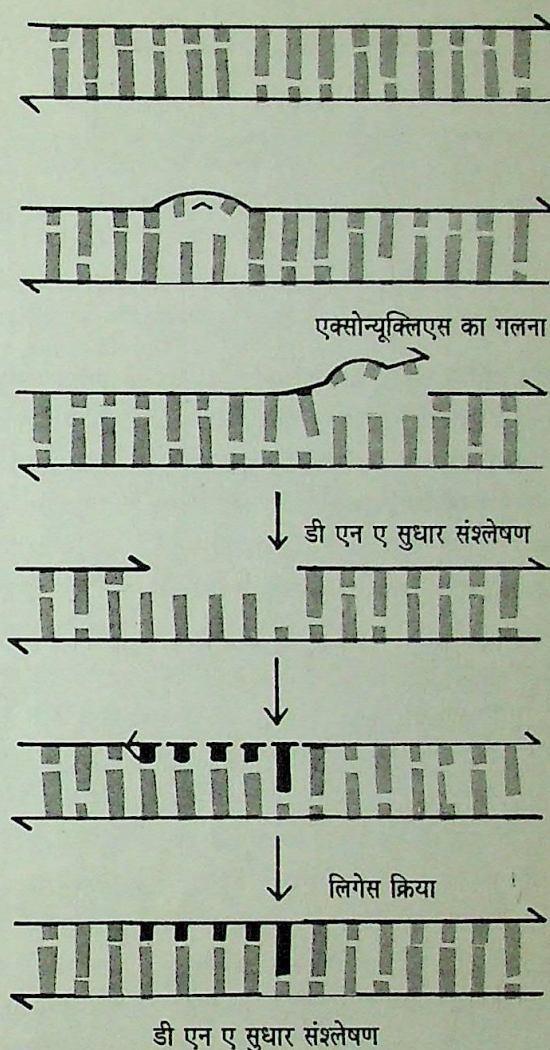 एक्सोन्यूक्लिएस का गलना
डी एन ए सुधार संश्लेषण
लिगेस क्रिया
डी एन ए सुधार संश्लेषण